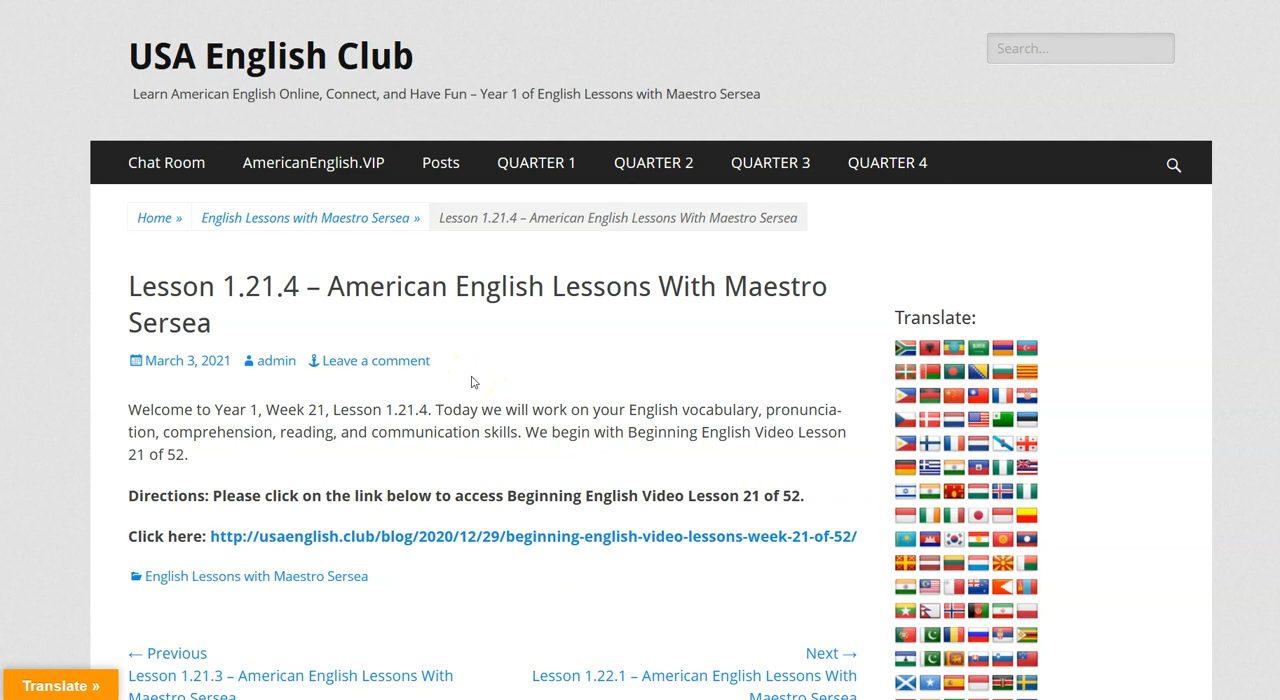 USA English Club
Search...
Learn American English Online, Connect, and Have Fun – Year 1 of English Lessons with Maestro Sersea
Chat Room AmericanEnglish.VIP Posts QUARTER 1 QUARTER 2 QUARTER 3 QUARTER 4
Home » English Lessons with Maestro Sersea » Lesson 1.21.4 – American English Lessons With Maestro Sersea
Lesson 1.21.4 – American English Lessons With Maestro
Sersea
March 3, 2021 admin Leave a comment
Welcome to Year 1, Week 21, Lesson 1.21.4. Today we will work on your English vocabulary, pronuncia-
tion, comprehension, reading, and communication skills. We begin with Beginning English Video Lesson
21 of 52.
Directions: Please click on the link below to access Beginning English Video Lesson 21 of 52.
Click here: http://usaenglish.club/blog/2020/12/29/beginning-english-video-lessons-week-21-of-52/
English Lessons with Maestro Sersea
← Previous
Lesson 1.21.3 – American English Lessons With
Maestro Sersea
Next →
Lesson 1.22.1 – American English Lessons With
Maestro Sersea
Translate:
Translate »